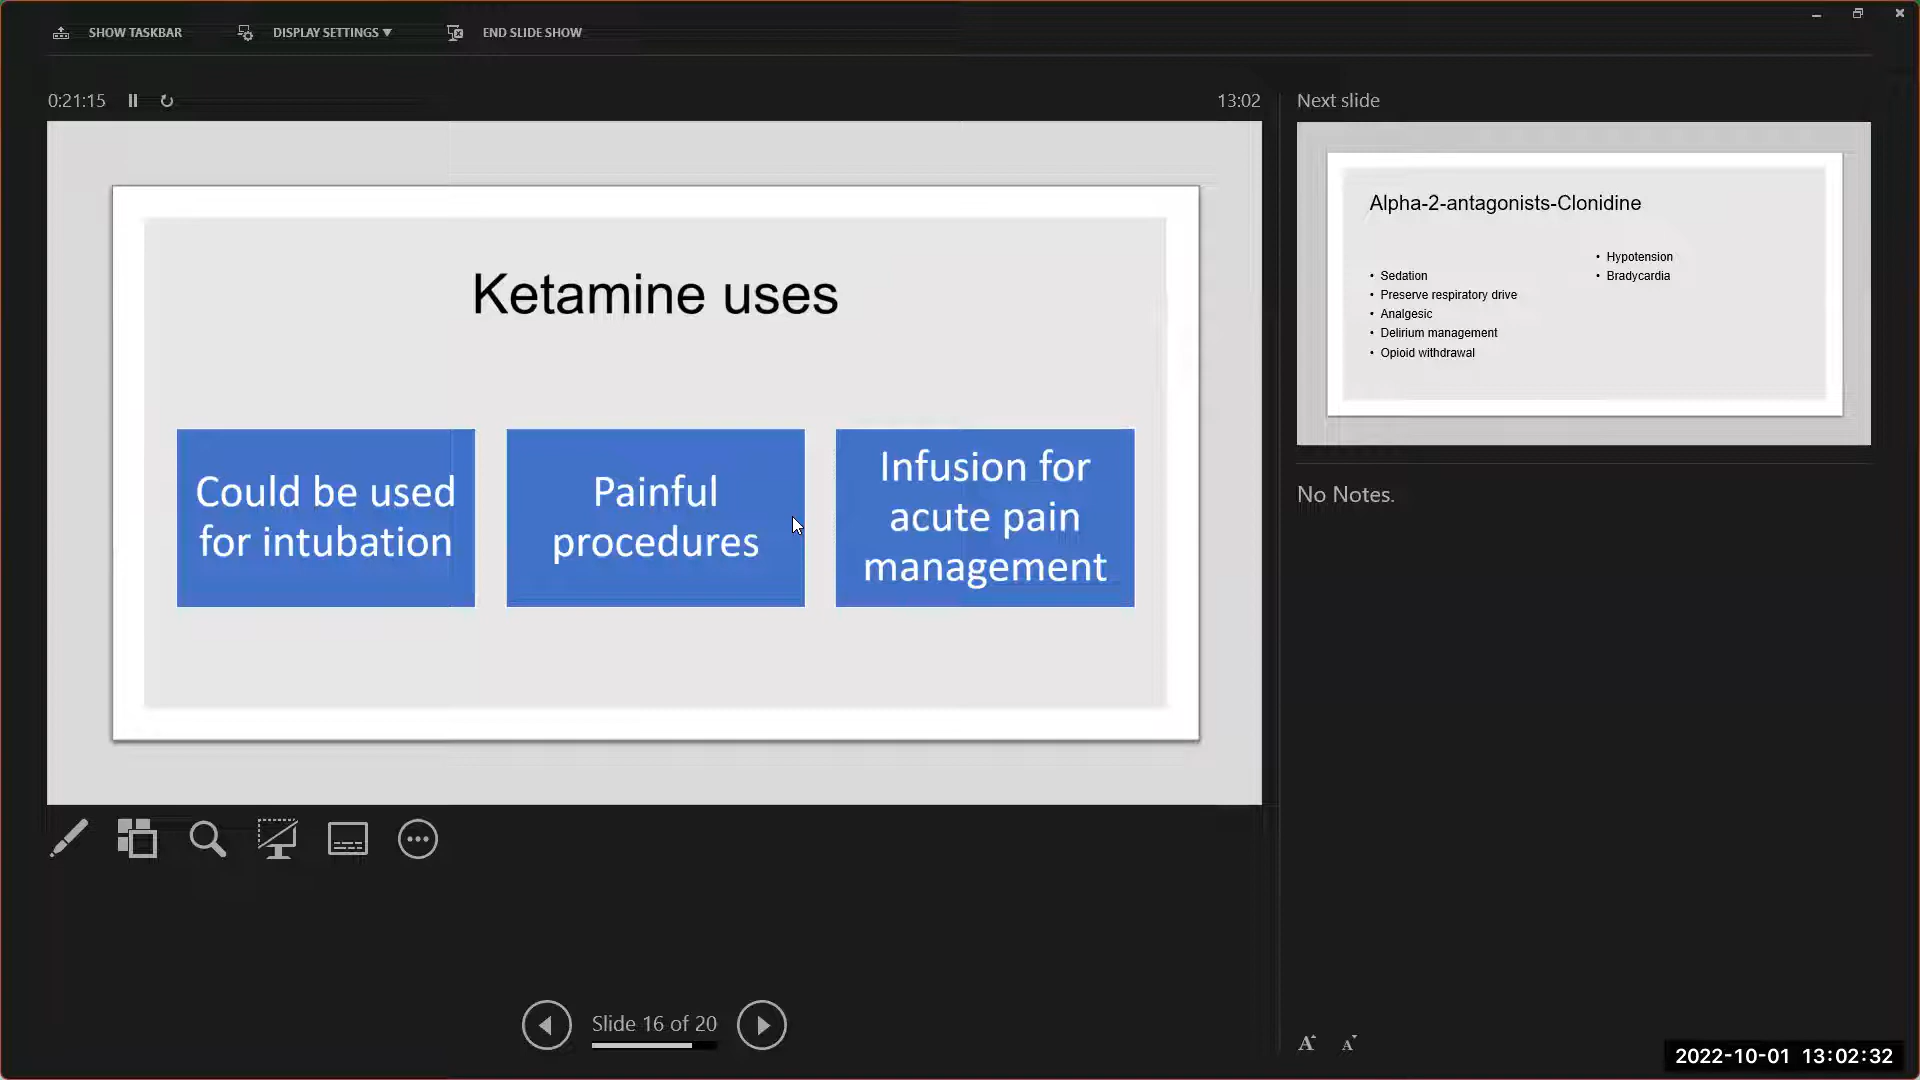 SHOW TASKBAR
DISPLAY SETTINGS ▼
END SLIDE SHOW
0:21:15
13:02
Next slide
Ketamine uses
Could be used
for intubation
Painful
procedures
Infusion for
acute pain
management
Alpha-2-antagonists-Clonidine
• Sedation
• Preserve respiratory drive
• Analgesic
• Delirium management
• Opioid withdrawal
• Hypotension
• Bradycardia
No Notes.
Slide 16 of 20
A A
2022-10-01 13:02:32